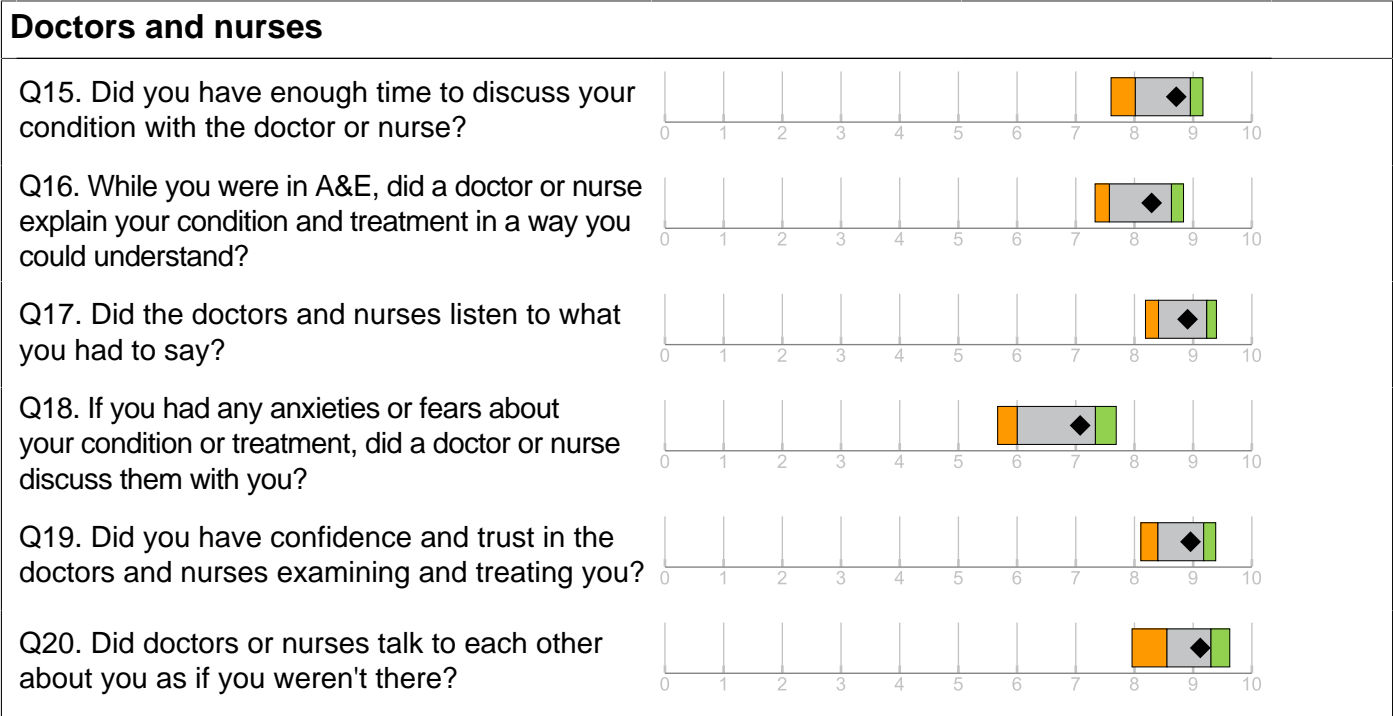 Doctors and nurses
Q15. Did you have enough time to discuss your
condition with the doctor or nurse?
0 1 2 3 4 5 6 7 8 9 10
Q16. While you were in A&E, did a doctor or nurse
explain your condition and treatment in a way you
could understand?
0 1 2 3 4 5 6 7 8 9 10
Q17. Did the doctors and nurses listen to what
you had to say?
0 1 2 3 4 5 6 7 8 9 10
Q18. If you had any anxieties or fears about
your condition or treatment, did a doctor or nurse
discuss them with you?
0 1 2 3 4 5 6 7 8 9 10
Q19. Did you have confidence and trust in the
doctors and nurses examining and treating you?
0 1 2 3 4 5 6 7 8 9 10
Q20. Did doctors or nurses talk to each other
about you as if you weren't there?
0 1 2 3 4 5 6 7 8 9 10